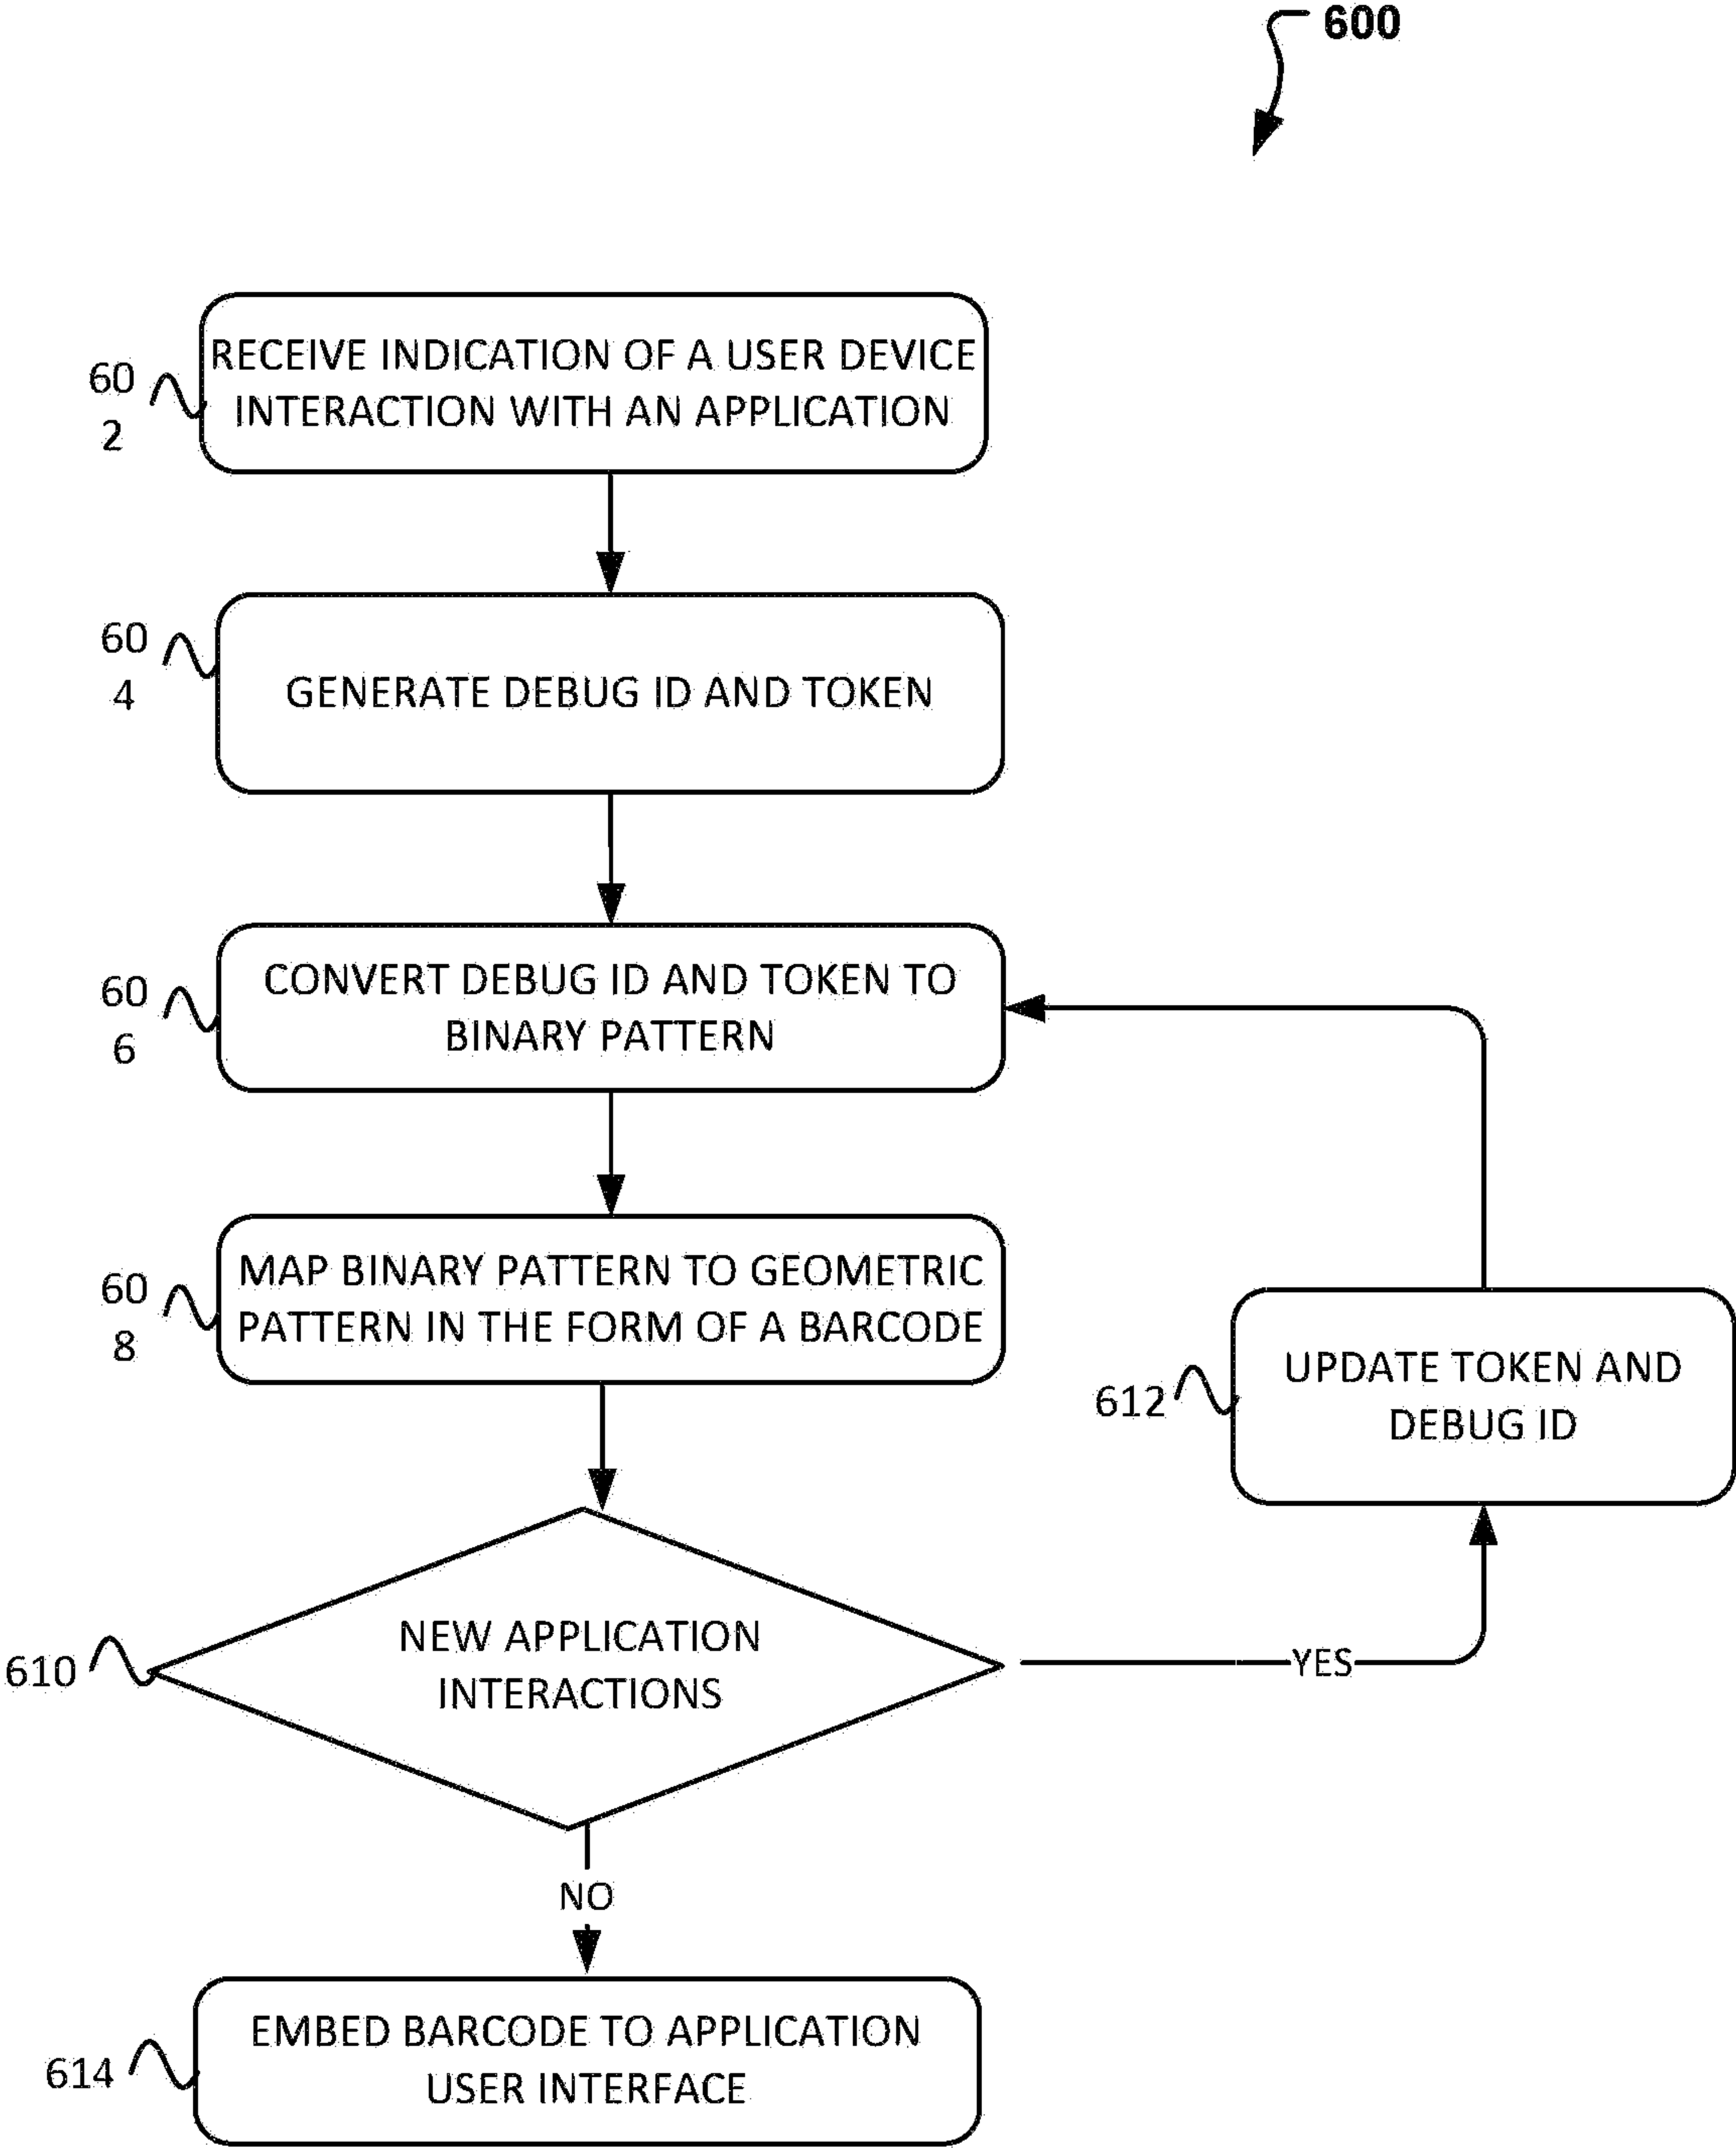 600
RECEIVE INDICATION OF A USER DEVICE
INTERACTION WITH AN APPLICATION
60
2
GENERATE DEBUG ID AND TOKEN
60
4
CONVERT DEBUG ID AND TOKEN TO
BINARY PATTERN
60
6
MAP BINARY PATTERN TO GEOMETRIC
PATTERN IN THE FORM OF A BARCODE
60
8
UPDATE TOKEN AND
DEBUG ID
612
NEW APPLICATION
INTERACTIONS
610
YES
NO
EMBED BARCODE TO APPLICATION
USER INTERFACE
614